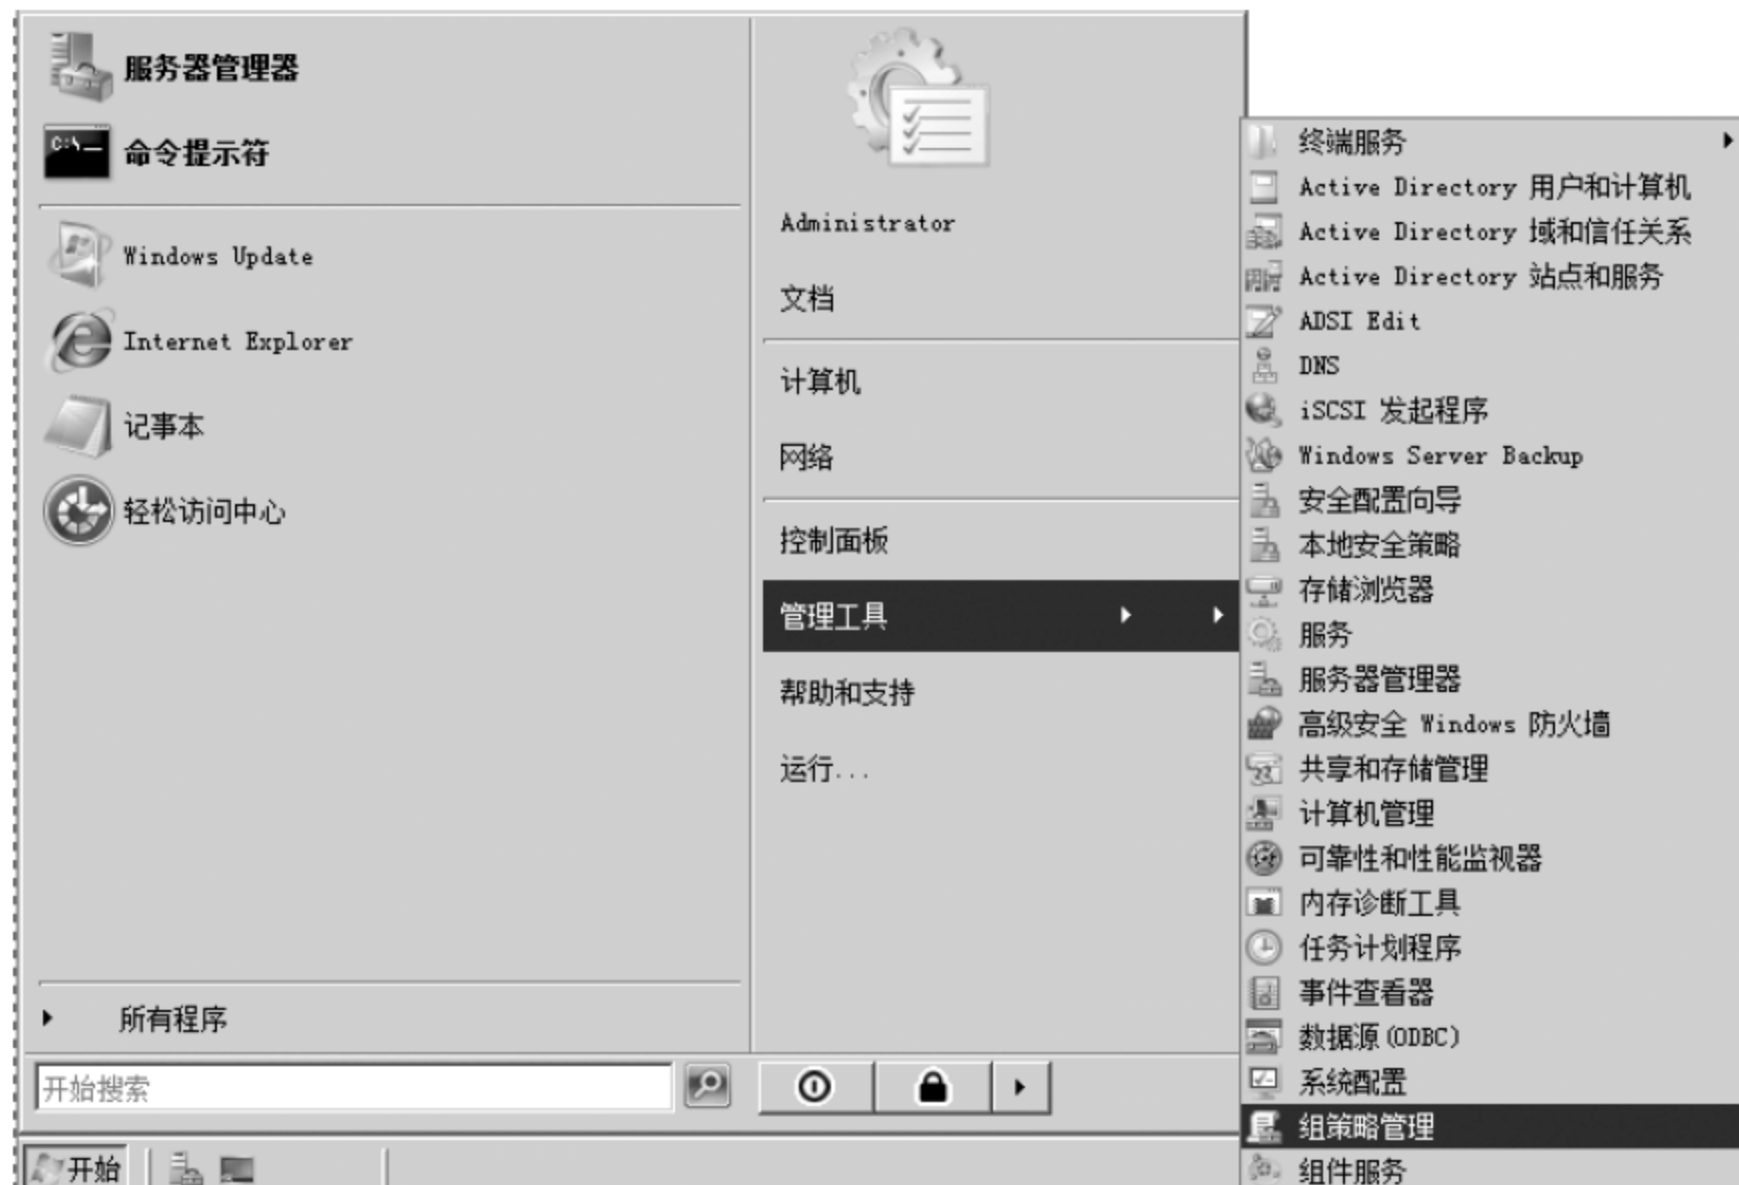 服务器管理器
C:\
命令提示符
Windows Update
Internet Explorer
记事本
轻松访问中心
所有程序
开始搜索
开始
Administrator
文档
计算机
网络
控制面板
管理工具
帮助和支持
运行...
终端服务
Active Directory 用户和计算机
Active Directory 域和信任关系
Active Directory 站点和服务
ADSI Edit
DNS
iSCSI 发起程序
Windows Server Backup
安全配置向导
本地安全策略
存储浏览器
服务
服务器管理器
高级安全 Windows 防火墙
共享和存储管理
计算机管理
可靠性和性能监视器
内存诊断工具
任务计划程序
事件查看器
数据源(ODBC)
系统配置
组策略管理
组件服务